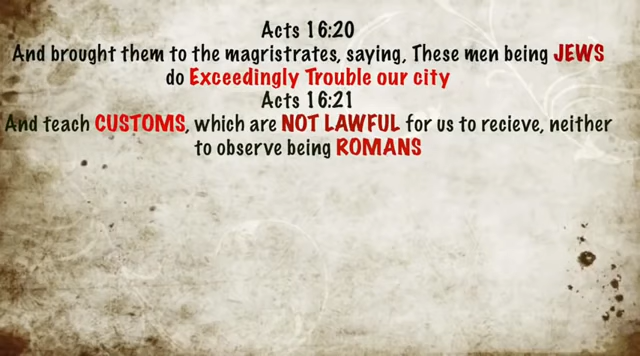 Acts 16:20
And brought them to the magristrates, saying, These men being JEWS
do Exceedingly Trouble our city
Acts 16:21
And teach CUSTOMS, which are NOT LAWFUL for us to recieve, neither
to observe being ROMANS